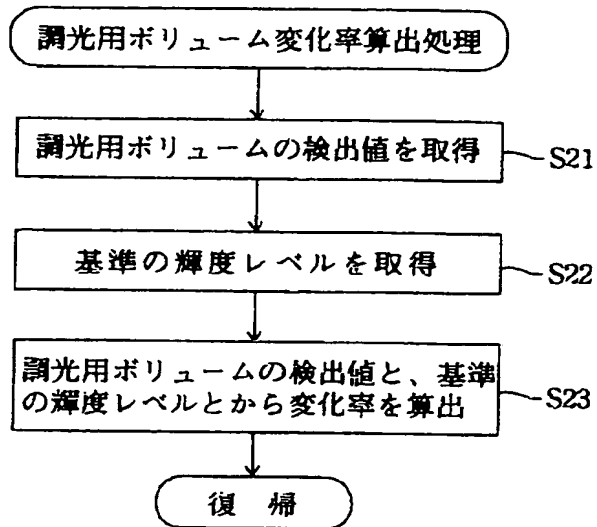 調光用ボリューム変化率算出処理
調光用ボリュームの検出値を取得
S21
基準の輝度レベルを取得
S22
調光用ボリュームの検出値と、基準
の輝度レベルとから変化率を算出
S23
復 帰